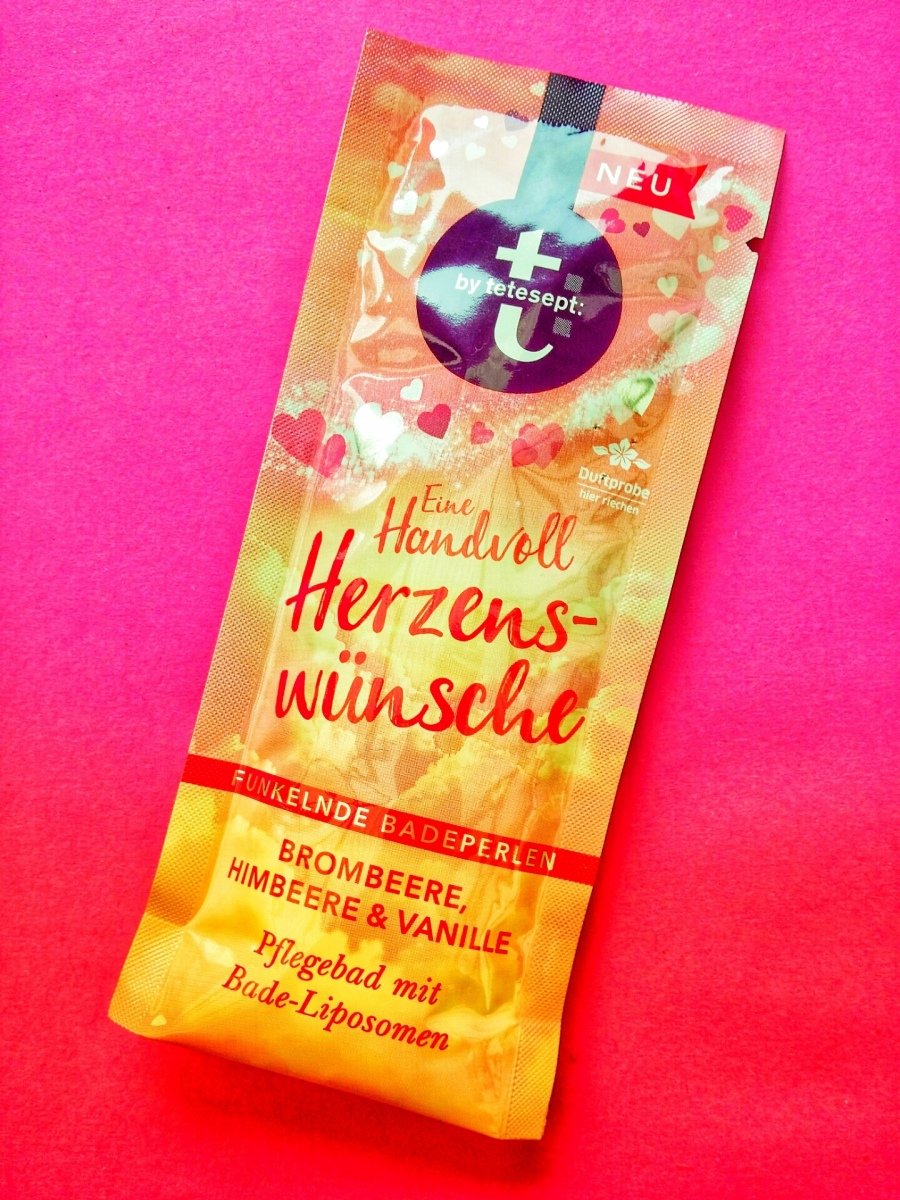 NEU
t
by tetesept:
Duftprobe
hier riechen
Eine
Handvoll
Herzens-
wünsche
FUNKELNDE BADEPERLEN
BROMBEERE,
HIMBEERE & VANILLE
Pflegebad mit
Bade-Liposomen